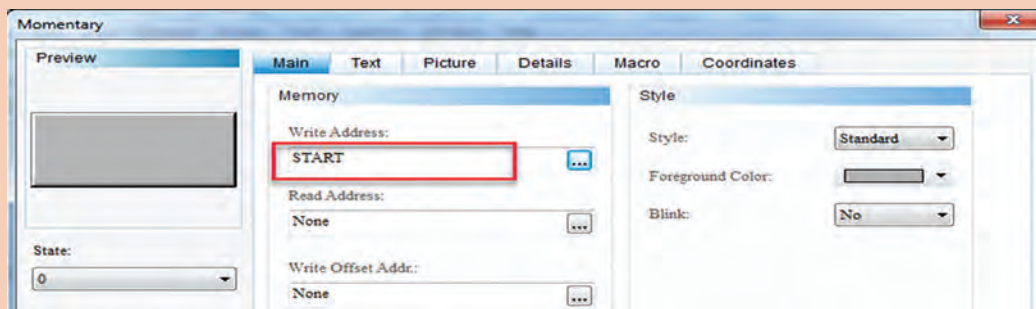 Momentary
Preview
Main Text Picture Details Macro Coordinates
Memory
Style
Write Address:
START
...
Style:
Standard
Foreground Color:
Read Address:
None
...
Blink:
No
State:
0
Write Offset Addr.:
None
...